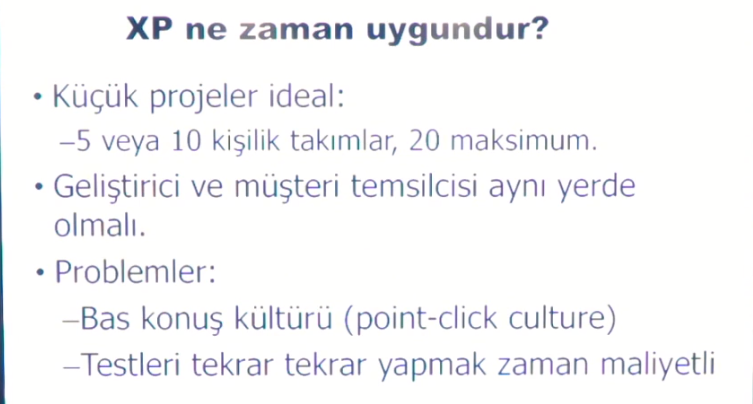 XP ne zaman uygundur?
• Küçük projeler ideal:
–5 veya 10 kişilik takımlar, 20 maksimum.
• Geliştirici ve müşteri temsilcisi aynı yerde
olmalı.
• Problemler:
–Bas konuş kültürü (point-click culture)
–Testleri tekrar tekrar yapmak zaman maliyetli